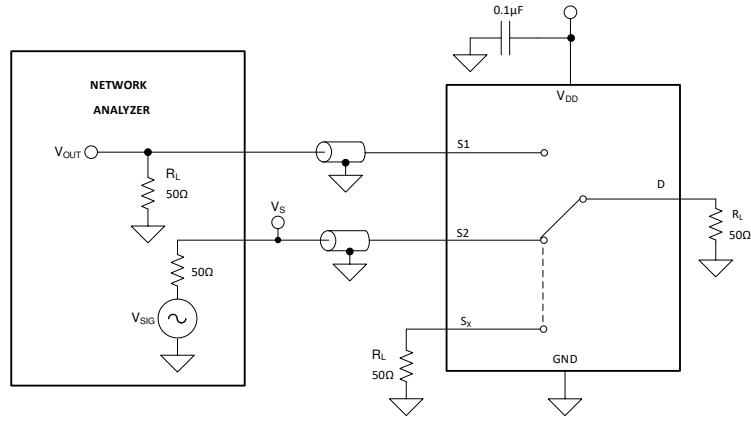 0.1µF
NETWORK
ANALYZER
VDD
VOUT
S1
RL
50Ω
VS
D
S2
RL
50Ω
50Ω
VSIG
SX
RL
50Ω
GND